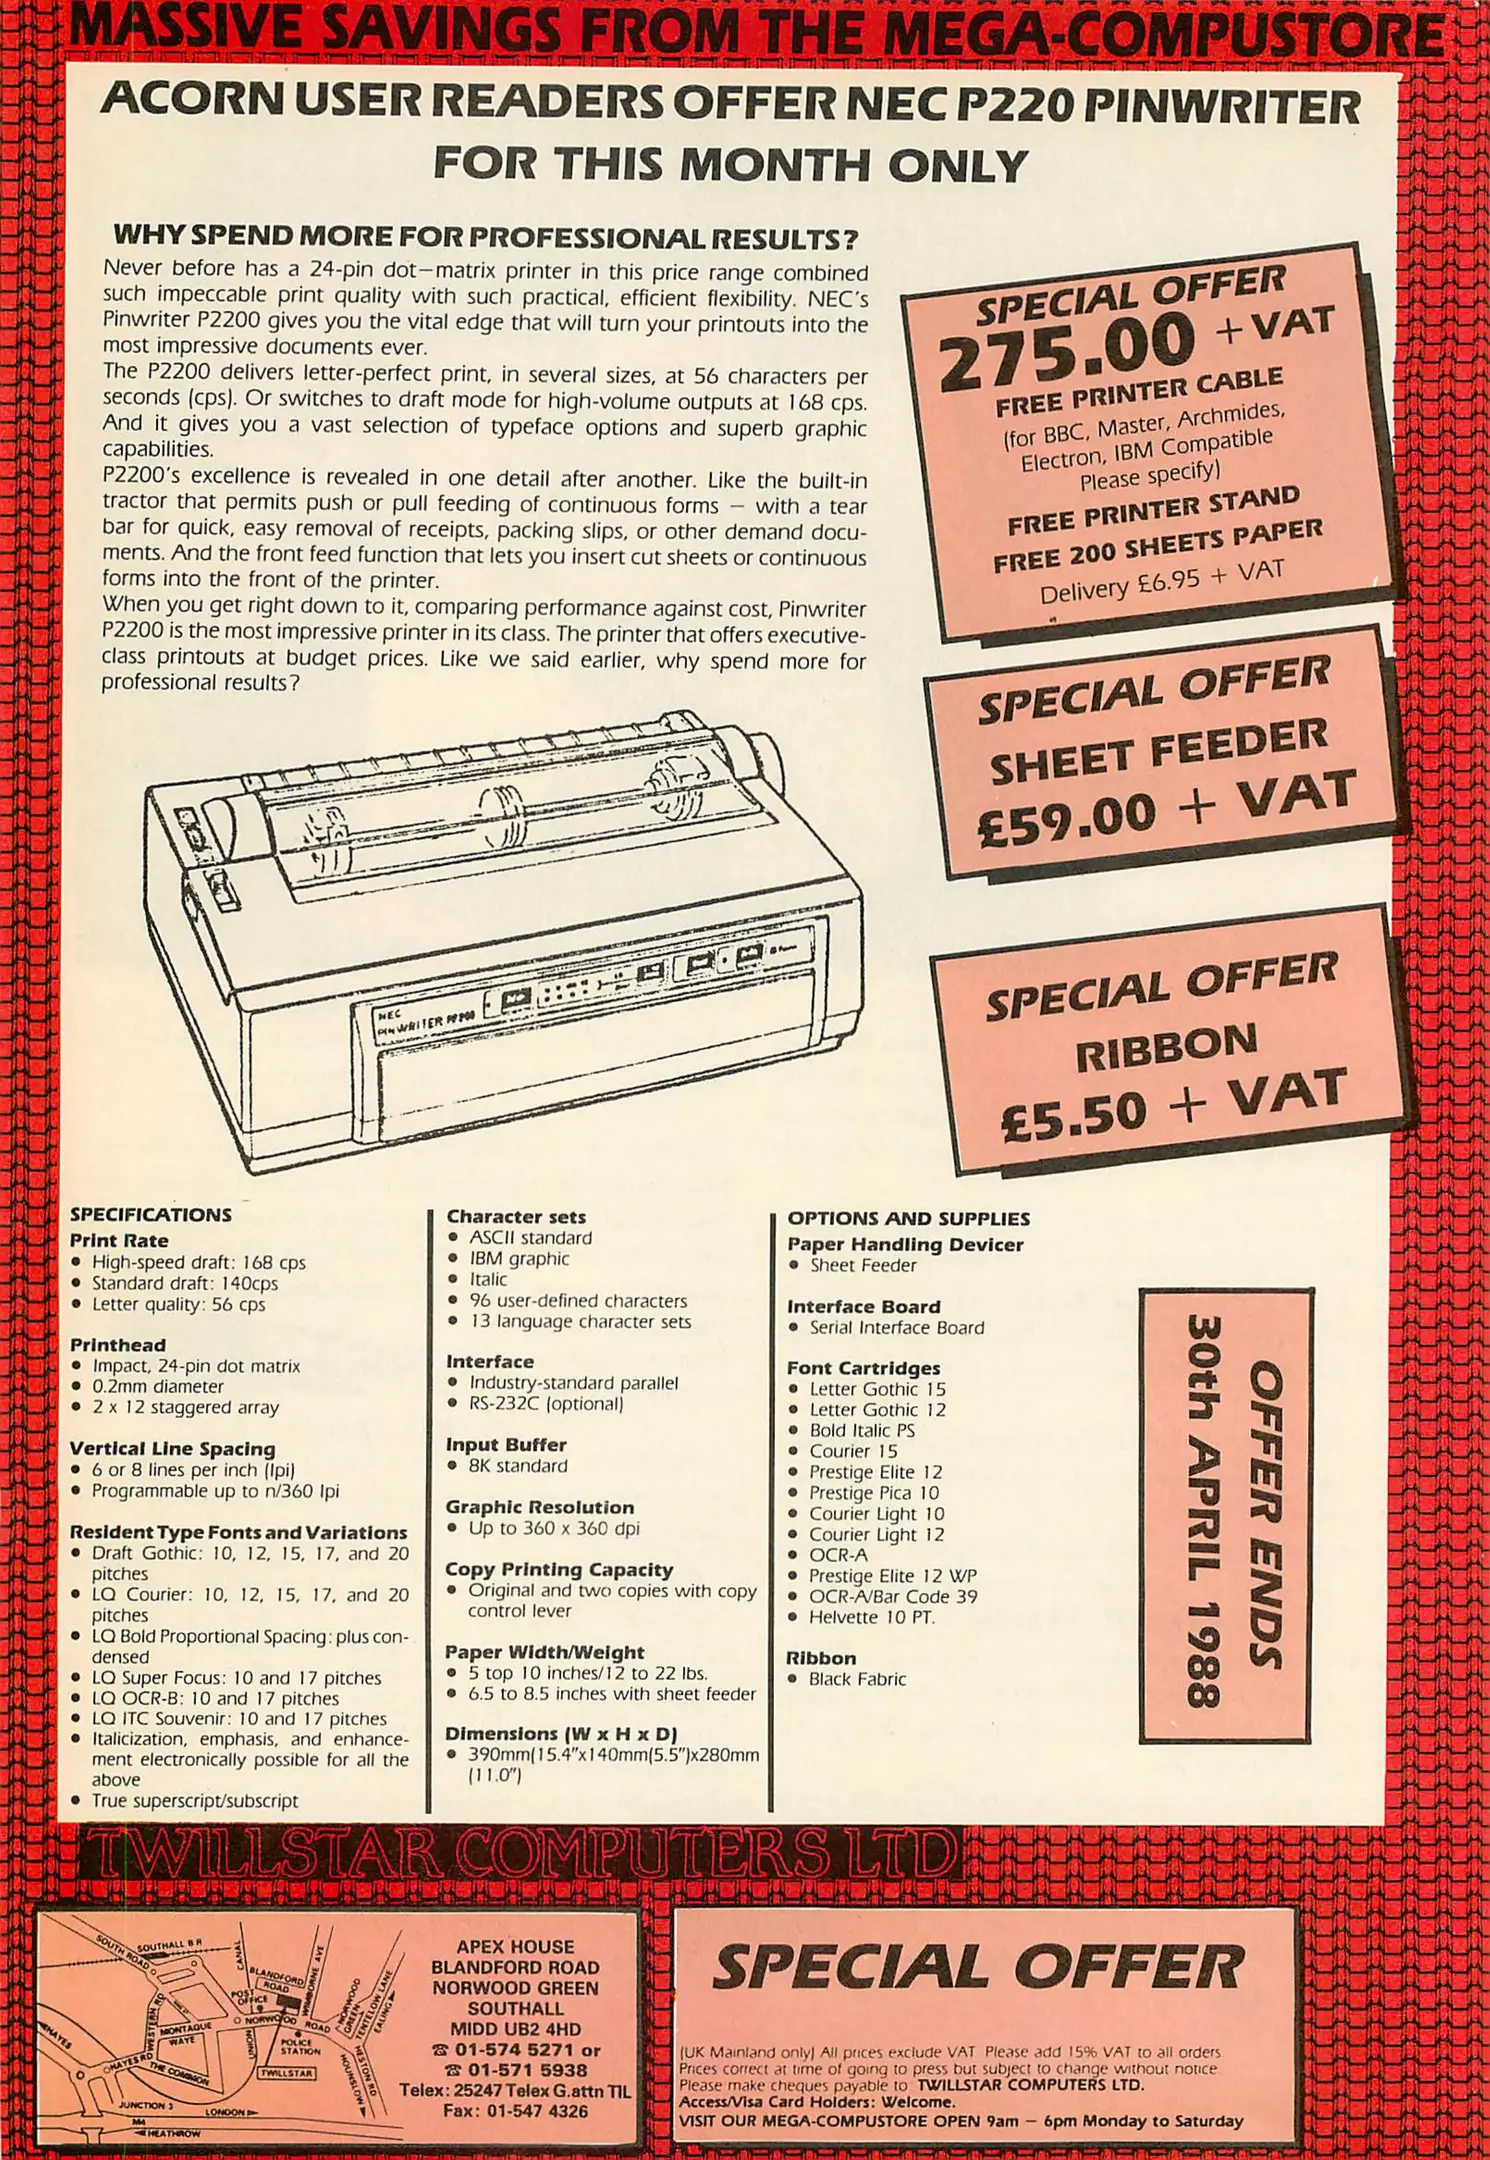 MASSIVE SAVINGS FROM THE MEGA-COMPUSTORE
ACORN USER READERS OFFER NEC P220 PINWRITER
FOR THIS MONTH ONLY
WHY SPEND MORE FOR PROFESSIONAL RESULTS?
Never before has a 24-pin dot–matrix printer in this price range combined
such impeccable print quality with such practical, efficient flexibility. NEC's
Pinwriter P2200 gives you the vital edge that will turn your printouts into the
most impressive documents ever.
The P2200 delivers letter-perfect print, in several sizes, at 56 characters per
seconds (cps). Or switches to draft mode for high-volume outputs at 168 cps.
And it gives you a vast selection of typeface options and superb graphic
capabilities.
P2200's excellence is revealed in one detail after another. Like the built-in
tractor that permits push or pull feeding of continuous forms – with a tear
bar for quick, easy removal of receipts, packing slips, or other demand docu-
ments. And the front feed function that lets you insert cut sheets or continuous
forms into the front of the printer.
When you get right down to it, comparing performance against cost, Pinwriter
P2200 is the most impressive printer in its class. The printer that offers executive-
class printouts at budget prices. Like we said earlier, why spend more for
professional results?
SPECIAL OFFER
275.00 + VAT
FREE PRINTER CABLE
(for BBC, Master, Archmides,
Electron, IBM Compatible
Please specify)
FREE PRINTER STAND
FREE 200 SHEETS PAPER
Delivery £6.95 + VAT
SPECIAL OFFER
SHEET FEEDER
£59.00 + VAT
SPECIAL OFFER
RIBBON
£5.50 + VAT
NEC
PINWRITER P2200
SPECIFICATIONS
Print Rate
• High-speed draft: 168 cps
• Standard draft: 140cps
• Letter quality: 56 cps
Printhead
• Impact, 24-pin dot matrix
• 0.2mm diameter
• 2 x 12 staggered array
Vertical Line Spacing
• 6 or 8 lines per inch (lpi)
• Programmable up to n/360 lpi
Resident Type Fonts and Variations
• Draft Gothic: 10, 12, 15, 17, and 20
pitches
• LQ Courier: 10, 12, 15, 17, and 20
pitches
• LQ Bold Proportional Spacing: plus con-
densed
• LQ Super Focus: 10 and 17 pitches
• LQ OCR-B: 10 and 17 pitches
• LQ ITC Souvenir: 10 and 17 pitches
• Italicization, emphasis, and enhance-
ment electronically possible for all the
above
• True superscript/subscript
Character sets
• ASCII standard
• IBM graphic
• Italic
• 96 user-defined characters
• 13 language character sets
Interface
• Industry-standard parallel
• RS-232C (optional)
Input Buffer
• 8K standard
Graphic Resolution
• Up to 360 x 360 dpi
Copy Printing Capacity
• Original and two copies with copy
control lever
Paper Width/Weight
• 5 top 10 inches/12 to 22 lbs.
• 6.5 to 8.5 inches with sheet feeder
Dimensions (W x H x D)
• 390mm(15.4"x140mm(5.5")x280mm
(11.0")
OPTIONS AND SUPPLIES
Paper Handling Devicer
• Sheet Feeder
Interface Board
• Serial Interface Board
Font Cartridges
• Letter Gothic 15
• Letter Gothic 12
• Bold Italic PS
• Courier 15
• Prestige Elite 12
• Prestige Pica 10
• Courier Light 10
• Courier Light 12
• OCR-A
• Prestige Elite 12 WP
• OCR-A/Bar Code 39
• Helvette 10 PT.
Ribbon
• Black Fabric
OFFER ENDS
30th APRIL 1988
TWILLSTAR COMPUTERS LTD
SOUTH ROAD
SOUTHALL B R
CANAL
BLANDFORD
ROAD
WIMBORNE AVE
POST
OFFICE
NORWOOD ROAD
NORWOOD
GREEN
TENTELOW LANE
EALING
WESTERN RD
MONTAGUE
WAYE
POLICE
STATION
HAYES
HAYES RD
THE COMMON
TWILLSTAR
HESTON RD
HOUNSLOW
JUNCTION 3
LONDON
M4
HEATHROW
APEX HOUSE
BLANDFORD ROAD
NORWOOD GREEN
SOUTHALL
MIDD UB2 4HD
☎ 01-574 5271 or
☎ 01-571 5938
Telex: 25247 Telex G.attn TIL
Fax: 01-547 4326
SPECIAL OFFER
(UK Mainland only) All prices exclude VAT. Please add 15% VAT to all orders.
Prices correct at time of going to press but subject to change without notice.
Please make cheques payable to: TWILLSTAR COMPUTERS LTD.
Access/Visa Card Holders: Welcome.
VISIT OUR MEGA-COMPUSTORE OPEN 9am – 6pm Monday to Saturday